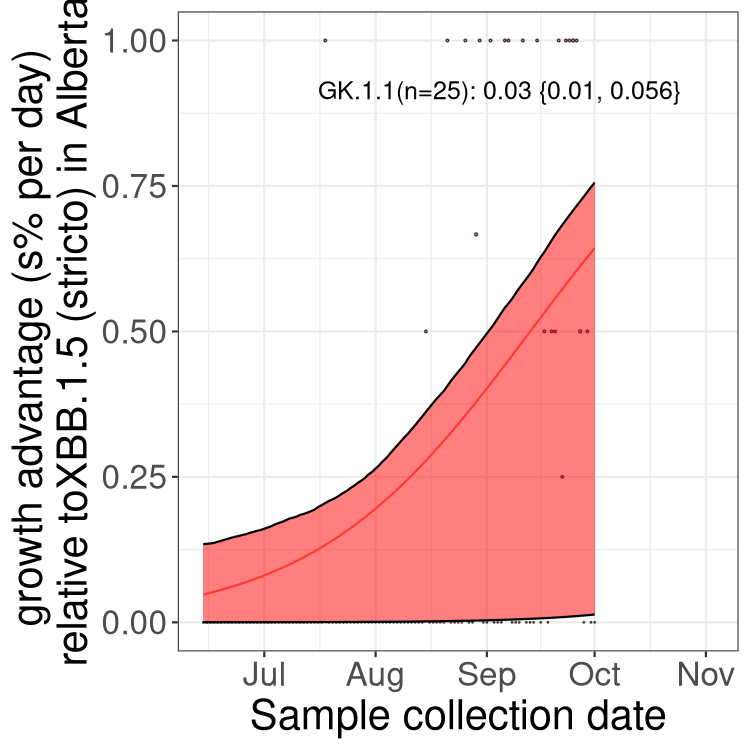 growth advantage (s% per day)
relative toXBB.1.5 (stricto) in Alberta
1.00
0.75
0.50
0.25
0.00
GK.1.1(n=25): 0.03 {0.01, 0.056}
Jul Aug Sep Oct Nov
Sample collection date